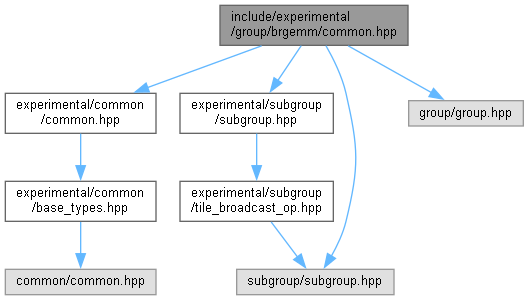 include/experimental
/group/brgemm/common.hpp
experimental/common
/common.hpp
experimental/subgroup
/subgroup.hpp
group/group.hpp
experimental/common
/base_types.hpp
experimental/subgroup
/tile_broadcast_op.hpp
common/common.hpp
subgroup/subgroup.hpp